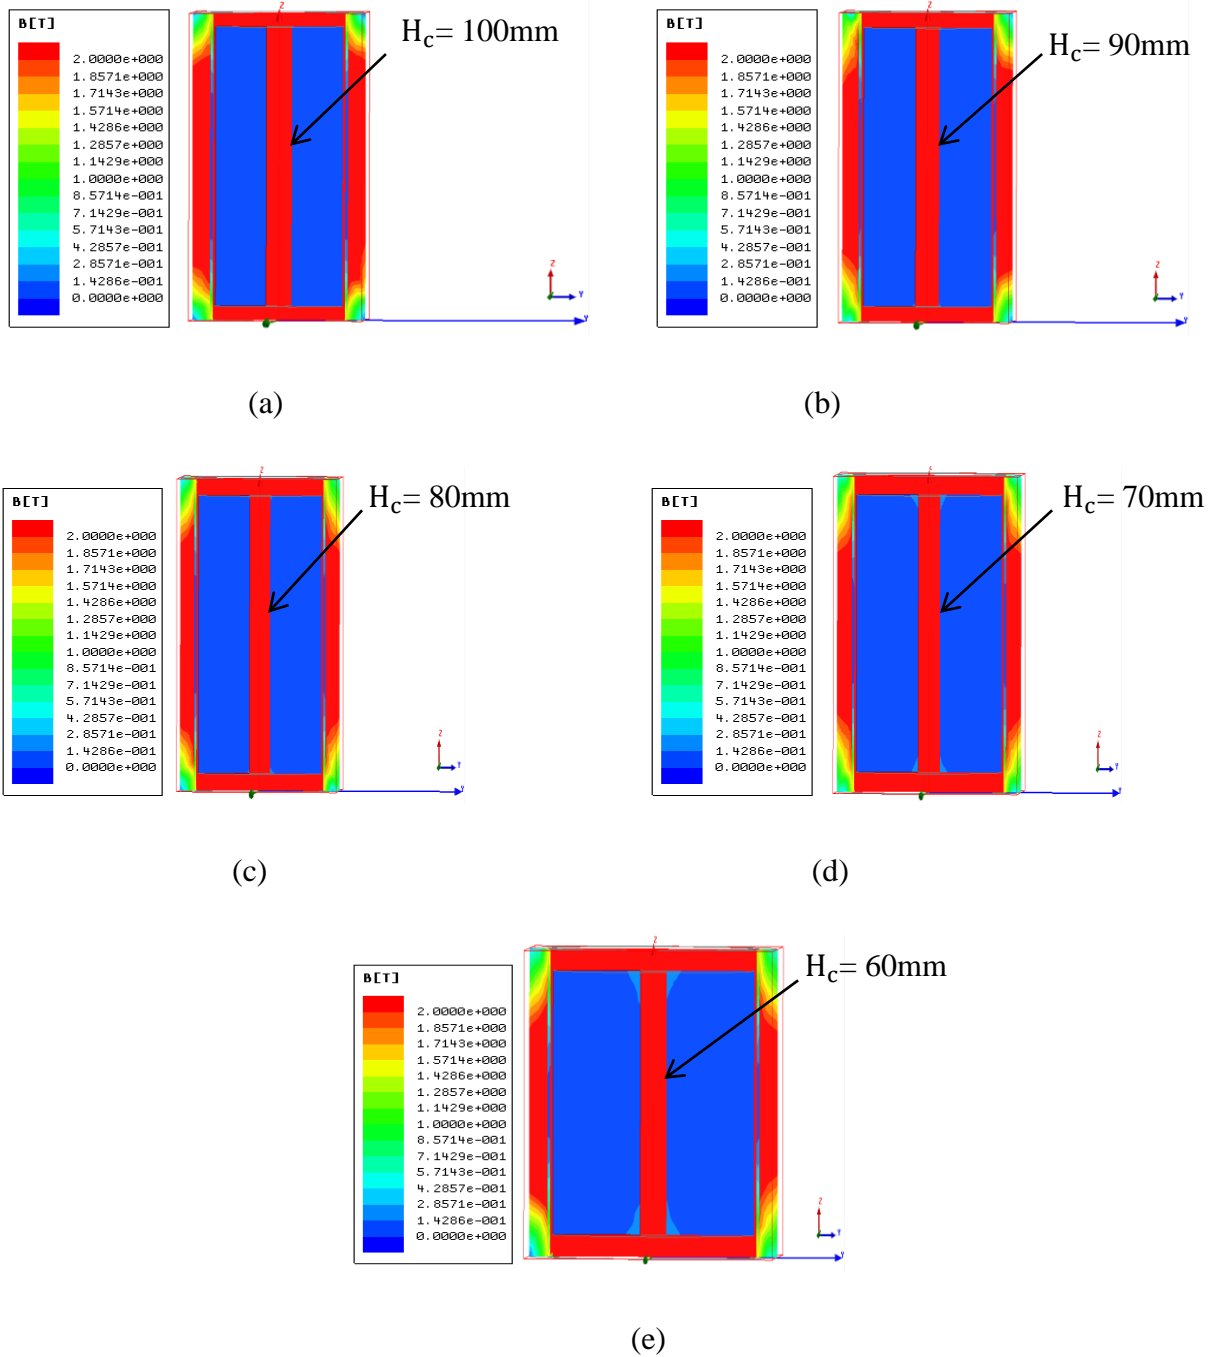 B[T]
2.0000e+000
1.8571e+000
1.7143e+000
1.5714e+000
1.4286e+000
1.2857e+000
1.1429e+000
1.0000e+000
8.5714e-001
7.1429e-001
5.7143e-001
4.2857e-001
2.8571e-001
1.4286e-001
0.0000e+000
Z
Hc= 100mm
Z
Y
Y
(a)
B[T]
2.0000e+000
1.8571e+000
1.7143e+000
1.5714e+000
1.4286e+000
1.2857e+000
1.1429e+000
1.0000e+000
8.5714e-001
7.1429e-001
5.7143e-001
4.2857e-001
2.8571e-001
1.4286e-001
0.0000e+000
Z
Hc= 90mm
Z
Y
Y
(b)
B[T]
2.0000e+000
1.8571e+000
1.7143e+000
1.5714e+000
1.4286e+000
1.2857e+000
1.1429e+000
1.0000e+000
8.5714e-001
7.1429e-001
5.7143e-001
4.2857e-001
2.8571e-001
1.4286e-001
0.0000e+000
Z
Hc= 80mm
Z
Y
Y
(c)
B[T]
2.0000e+000
1.8571e+000
1.7143e+000
1.5714e+000
1.4286e+000
1.2857e+000
1.1429e+000
1.0000e+000
8.5714e-001
7.1429e-001
5.7143e-001
4.2857e-001
2.8571e-001
1.4286e-001
0.0000e+000
Hc= 70mm
Z
Y
Y
(d)
B[T]
2.0000e+000
1.8571e+000
1.7143e+000
1.5714e+000
1.4286e+000
1.2857e+000
1.1429e+000
1.0000e+000
8.5714e-001
7.1429e-001
5.7143e-001
4.2857e-001
2.8571e-001
1.4286e-001
0.0000e+000
Z
Hc= 60mm
Z
Y
Y
(e)